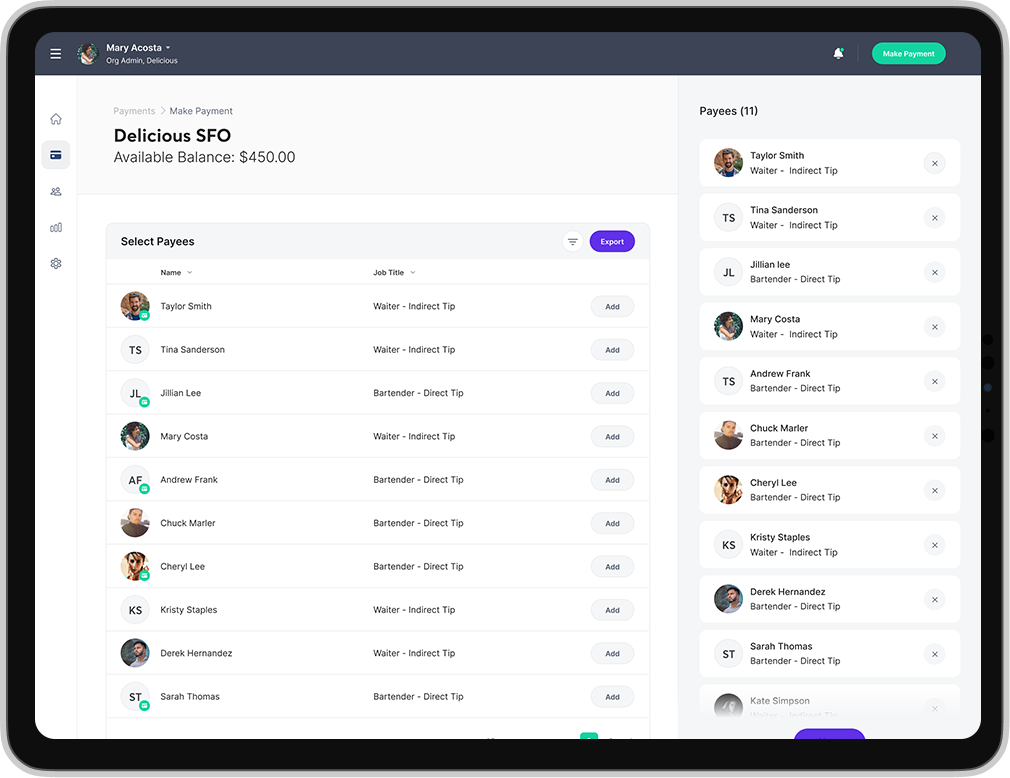 Mary Acosta
Org Admin, Delicious
Make Payment
Payments > Make Payment
Delicious SFO
Available Balance: $450.00
Select Payees
Export
Name
Job Title
Taylor Smith
Waiter - Indirect Tip
Add
TS
Tina Sanderson
Waiter - Indirect Tip
Add
JL
Jillian Lee
Bartender - Direct Tip
Add
Mary Costa
Waiter - Indirect Tip
Add
AF
Andrew Frank
Bartender - Direct Tip
Add
Chuck Marler
Bartender - Direct Tip
Add
Cheryl Lee
Bartender - Direct Tip
Add
KS
Kristy Staples
Waiter - Indirect Tip
Add
Derek Hernandez
Waiter - Indirect Tip
Add
ST
Sarah Thomas
Bartender - Direct Tip
Add
Payees (11)
Taylor Smith
Waiter - Indirect Tip
TS
Tina Sanderson
Waiter - Indirect Tip
JL
Jillian lee
Bartender - Direct Tip
Mary Costa
Waiter - Indirect Tip
TS
Andrew Frank
Bartender - Direct Tip
Chuck Marler
Bartender - Direct Tip
Cheryl Lee
Bartender - Direct Tip
KS
Kristy Staples
Waiter - Indirect Tip
Derek Hernandez
Bartender - Direct Tip
ST
Sarah Thomas
Bartender - Direct Tip
Kate Simpson
Waiter - Indirect Tip